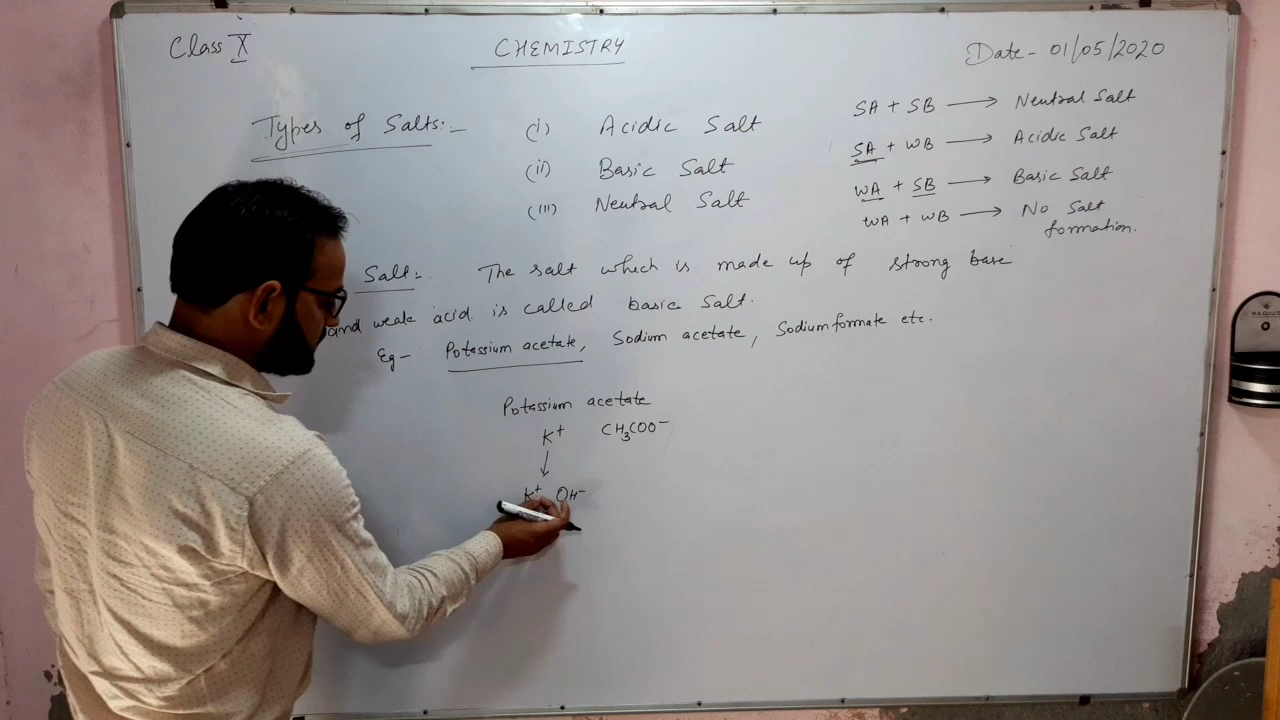 Class X
CHEMISTRY
Date - 01/05/2020
Types of Salts:-
(i) Acidic Salt
(ii) Basic Salt
(iii) Neutral Salt
SA + SB ⟶ Neutral Salt
SA + WB ⟶ Acidic Salt
WA + SB ⟶ Basic Salt
WA + WB ⟶ No Salt
formation.
Salt:- The salt which is made up of strong base
and weak acid is called basic salt.
Eg - Potassium acetate, Sodium acetate, Sodium formate etc.
Potassium acetate
K⁺ CH₃COO⁻
↓
K⁺ OH⁻